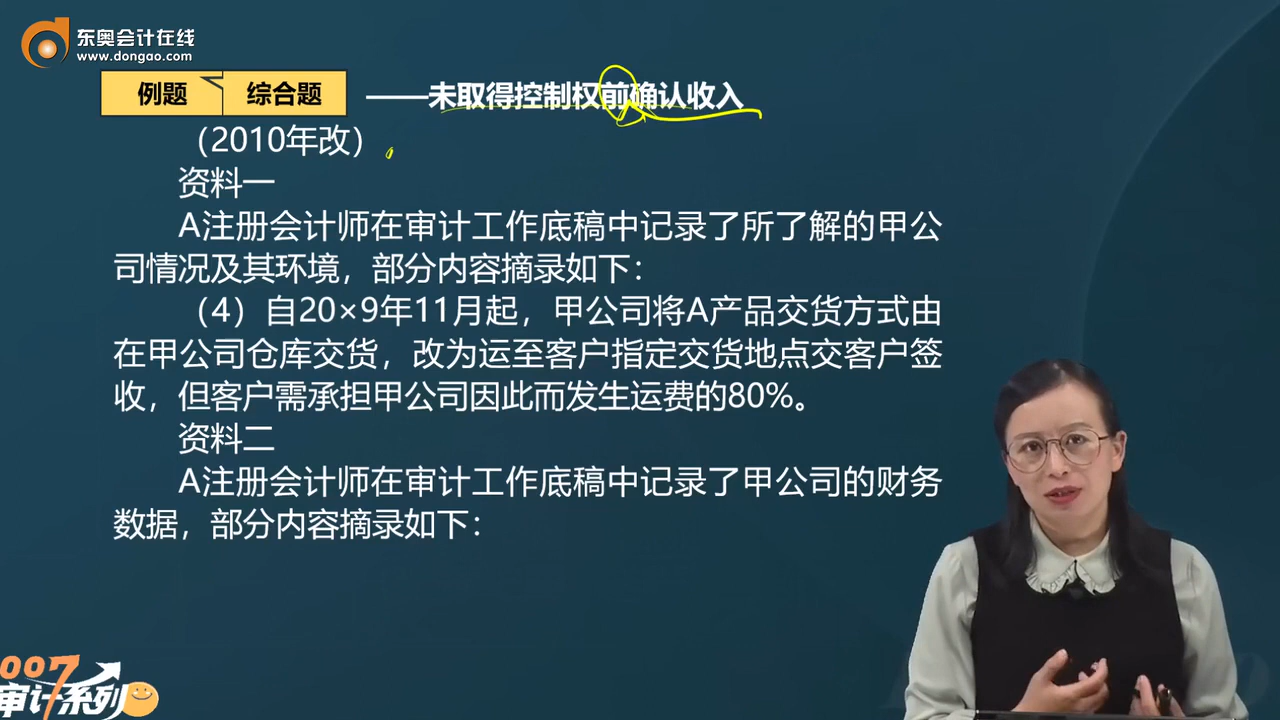 东奥会计在线
www.dongao.com
例题 综合题 ——未取得控制权前确认收入
（2010年改）
资料一
A注册会计师在审计工作底稿中记录了所了解的甲公
司情况及其环境，部分内容摘录如下：
（4）自20×9年11月起，甲公司将A产品交货方式由
在甲公司仓库交货，改为运至客户指定交货地点交客户签
收，但客户需承担甲公司因此而发生运费的80%。
资料二
A注册会计师在审计工作底稿中记录了甲公司的财务
数据，部分内容摘录如下：
007
审计系列